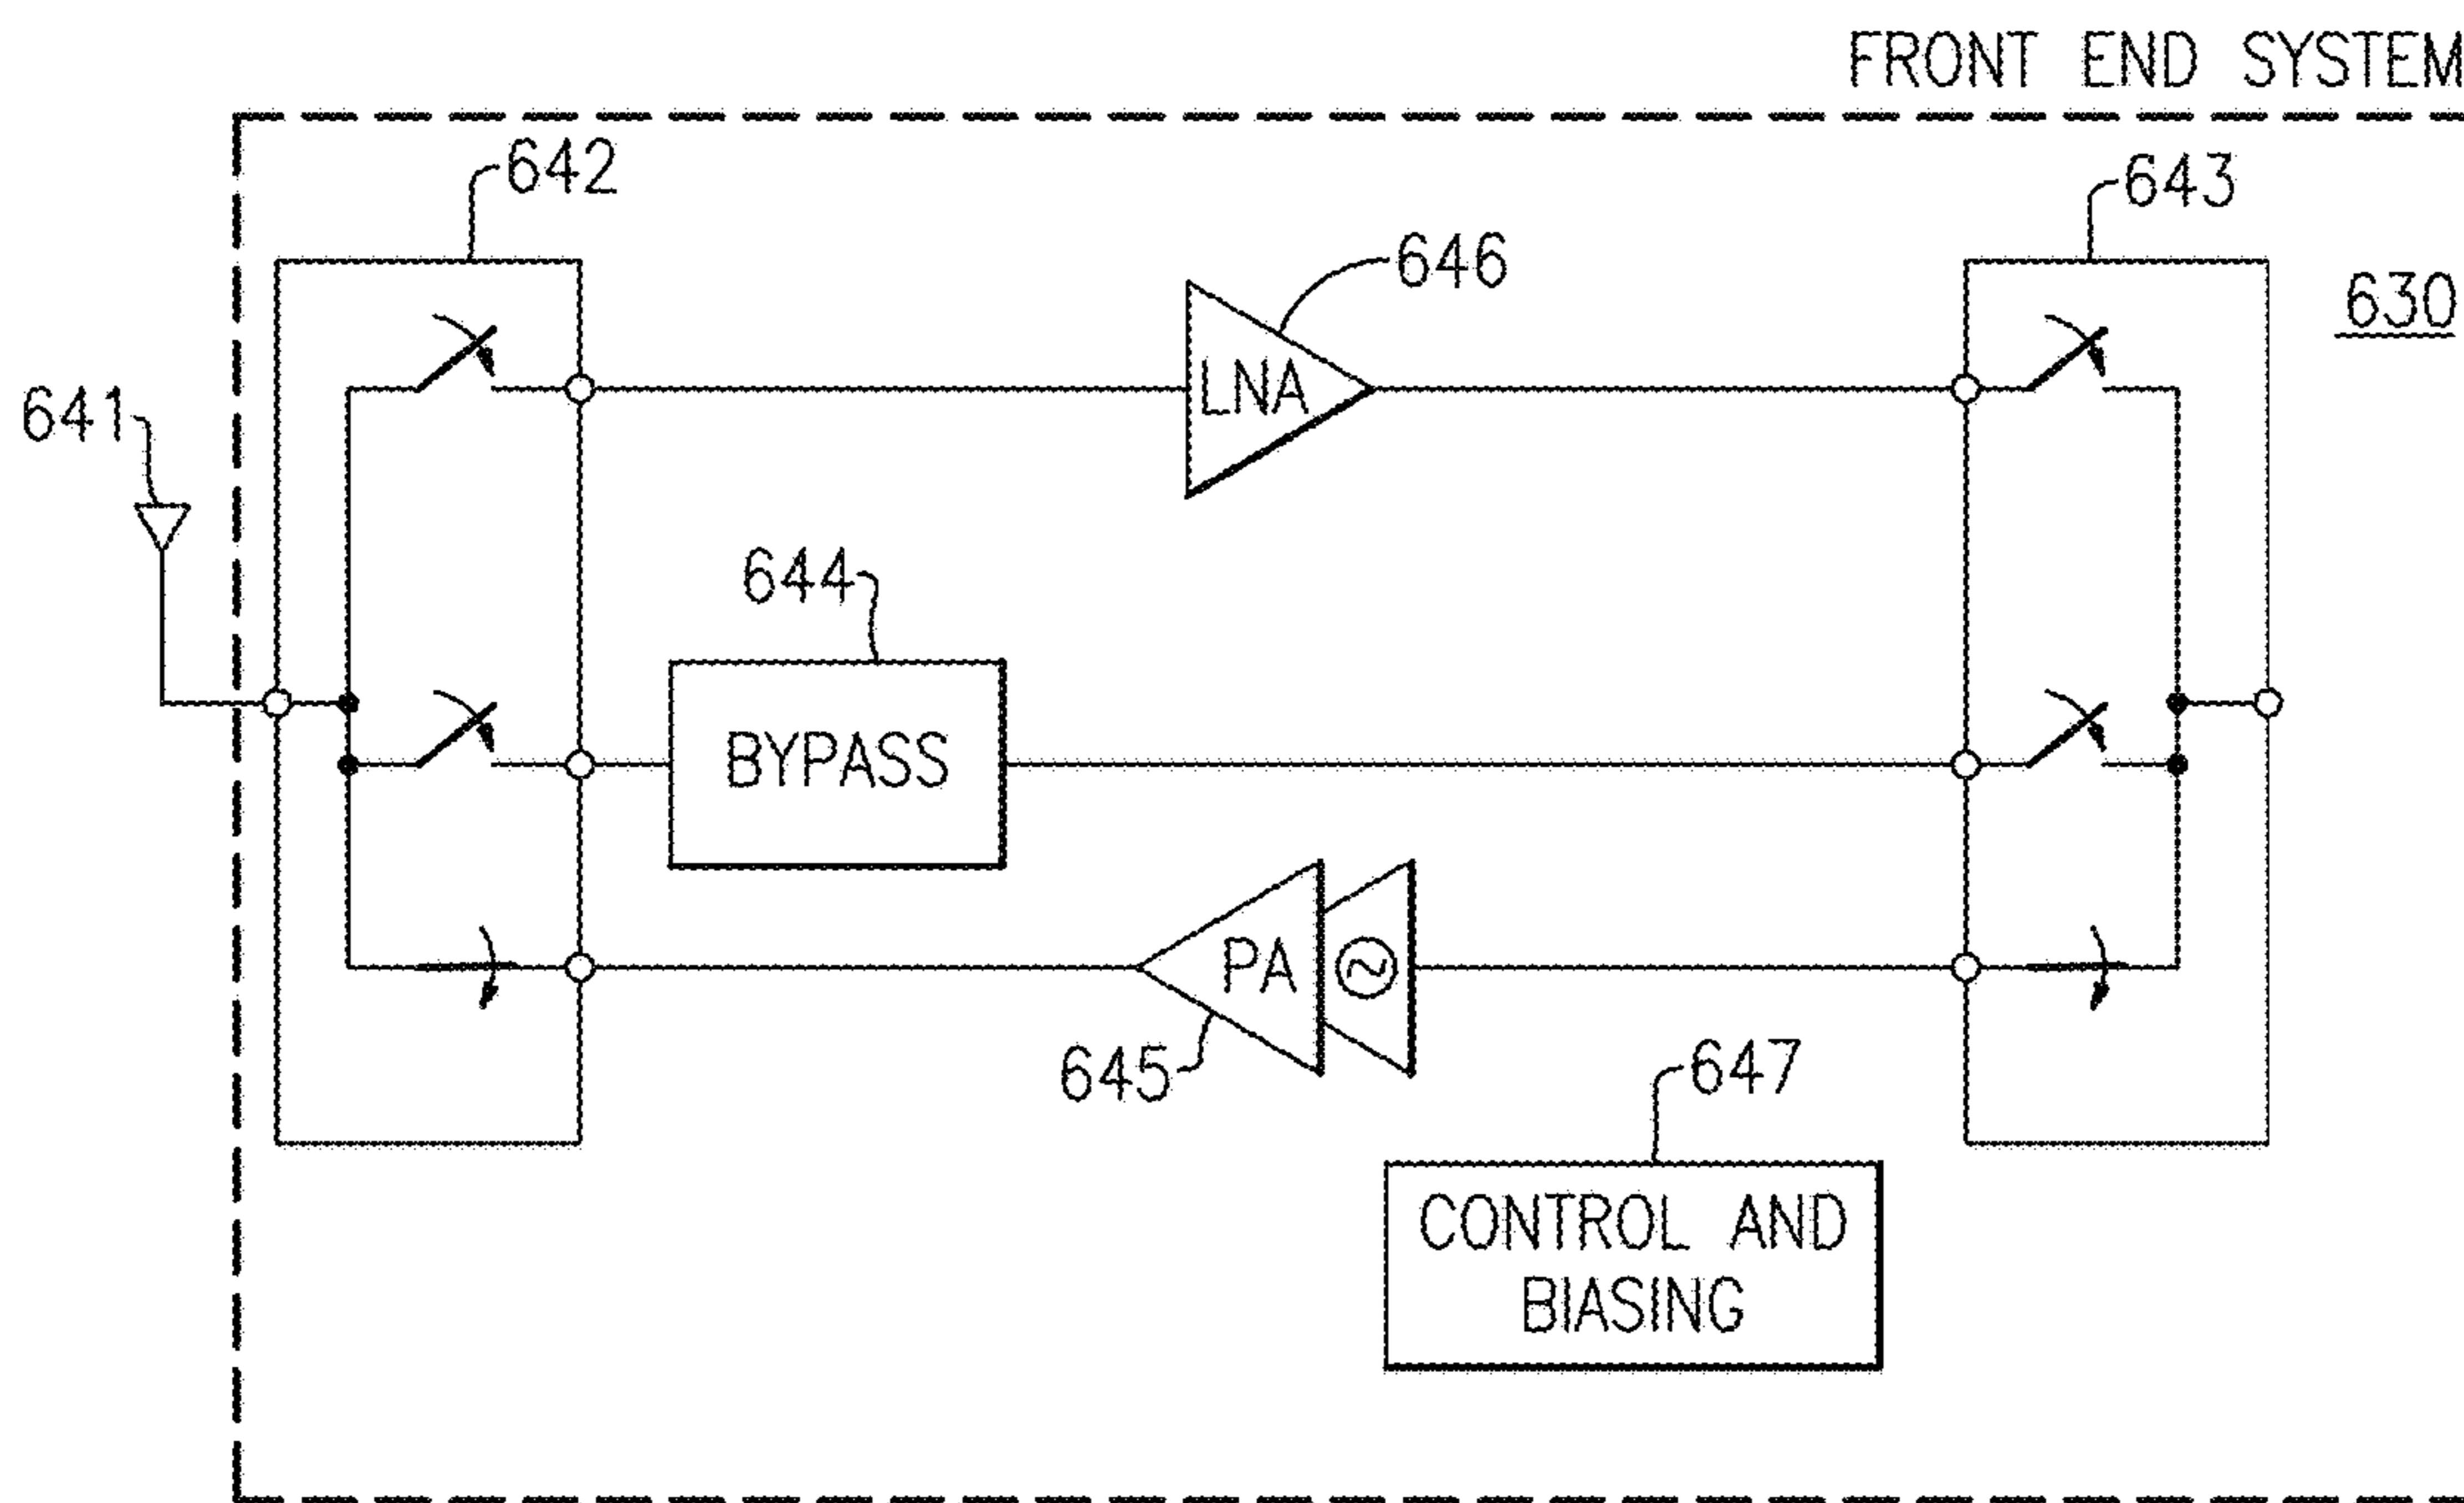 FRONT END SYSTEM
642
643
646
630
LNA
641
644
BYPASS
PA
645
647
CONTROL AND
BIASING